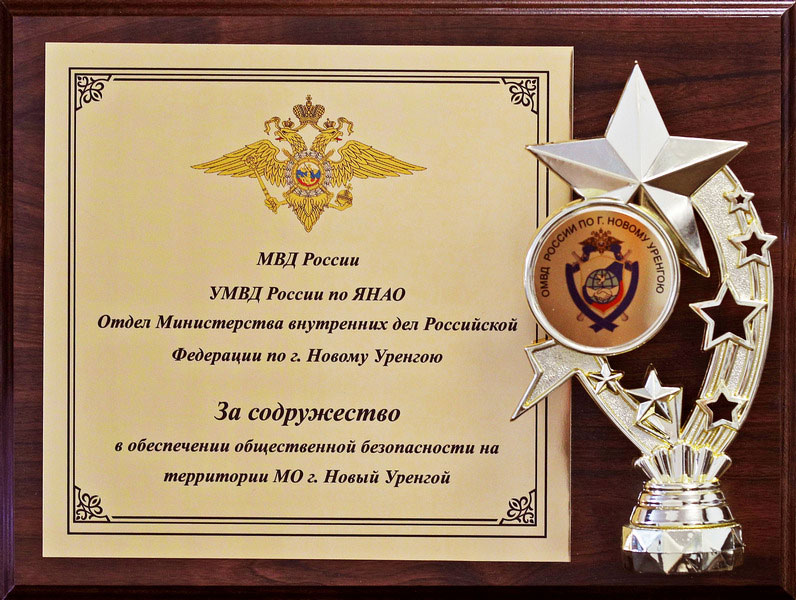 МВД России
УМВД России по ЯНАО
Отдел Министерства внутренних дел Российской
Федерации по г. Новому Уренгою
За содружество
в обеспечении общественной безопасности на
территории МО г. Новый Уренгой
ОМВД РОССИИ ПО Г. НОВОМУ УРЕНГОЮ